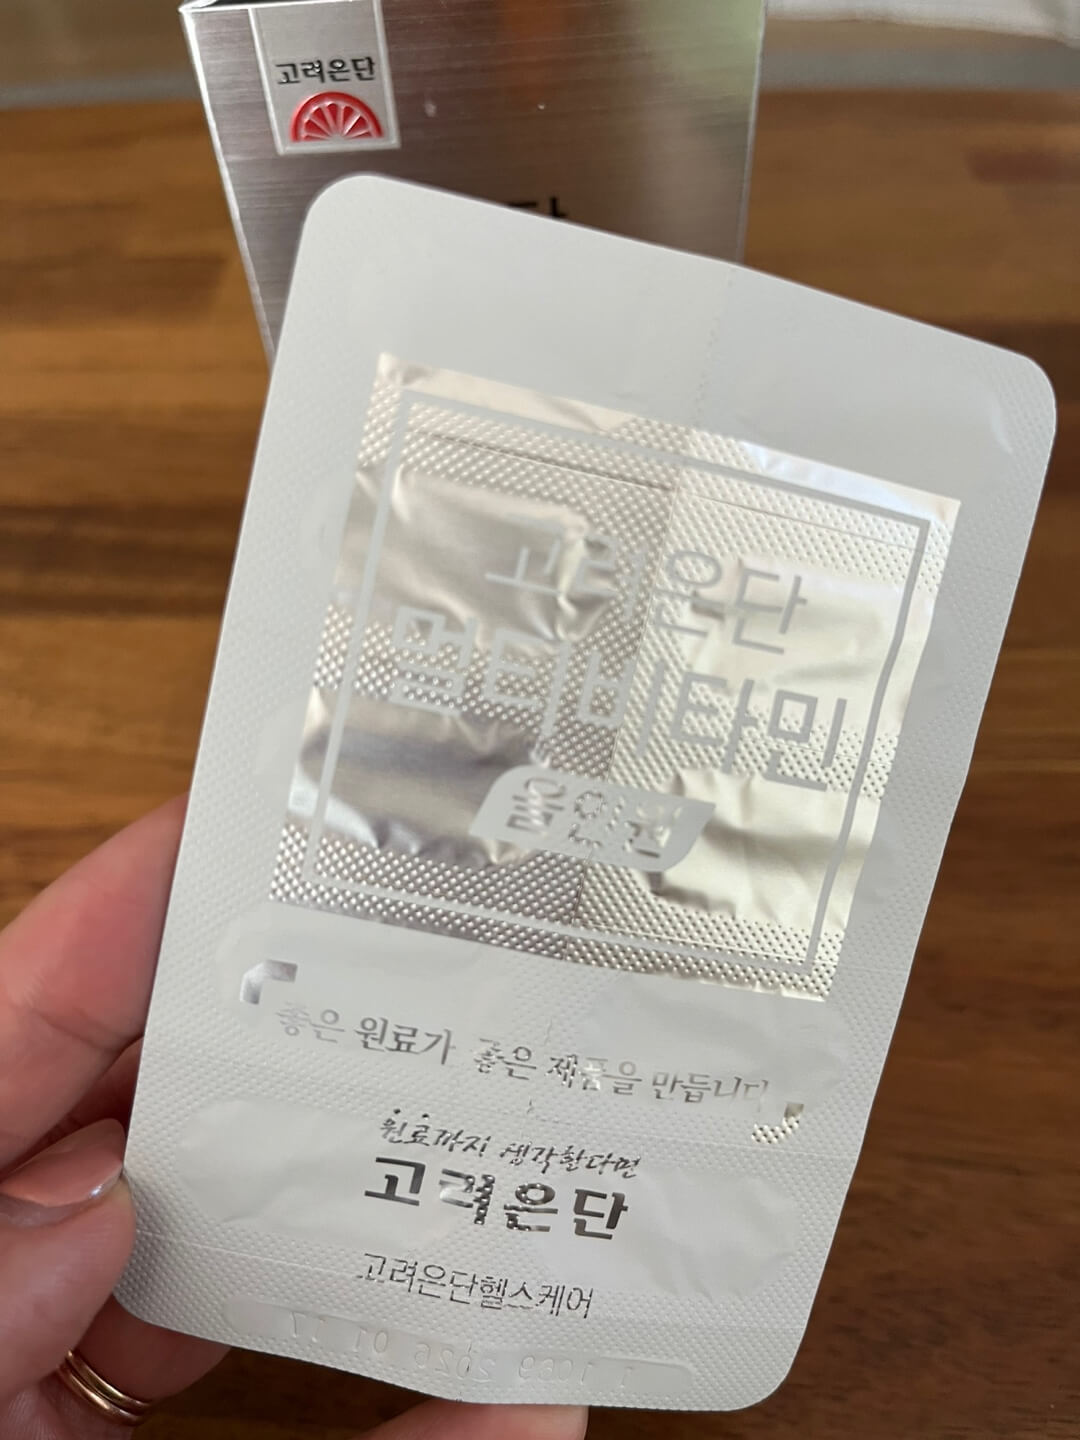 고려은단
고려은단
멀티비타민
올인원
「좋은 원료가 좋은 제품을 만듭니다」
원료까지 생각한다면
고려은단
고려은단헬스케어